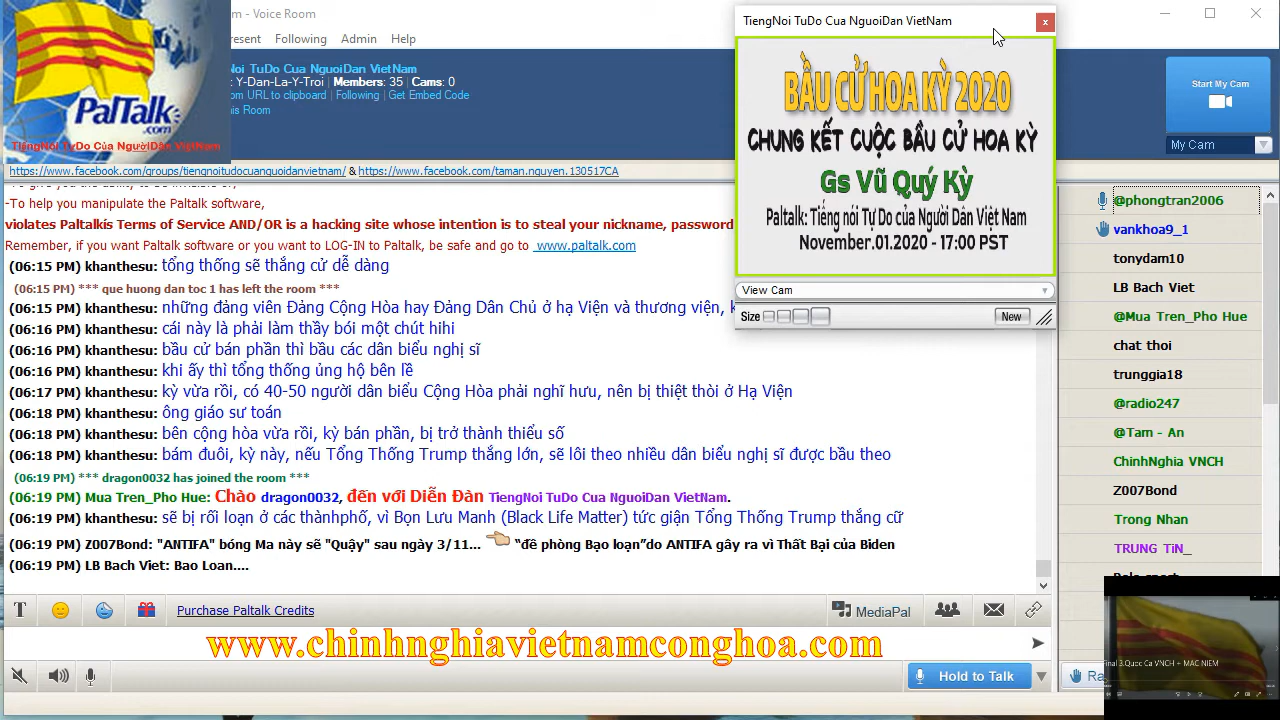 m - Voice Room
esent Following Admin Help
PalTalk
.com
TiếngNói TựDo Của NgườiDân ViệtNam
Noi TuDo Cua NguoiDan VietNam
: Y-Dan-La-Y-Troi | Members: 35 | Cams: 0
om URL to clipboard | Following | Get Embed Code
his Room
Start My Cam
My Cam
https://www.facebook.com/groups/tiengnoitudocuanguoidanvietnam/ & https://www.facebook.com/taman.nguyen.130517CA
TiengNoi TuDo Cua NguoiDan VietNam
BẦU CỬ HOA KỲ 2020
CHUNG KẾT CUỘC BẦU CỬ HOA KỲ
Gs Vũ Quý Kỳ
Paltalk: Tiếng nói Tự Do của Người Dân Việt Nam
November.01.2020 - 17:00 PST
View Cam
Size
New
-To help you manipulate the Paltalk software,
violates Paltalkís Terms of Service AND/OR is a hacking site whose intention is to steal your nickname, password
Remember, if you want Paltalk software or you want to LOG-IN to Paltalk, be safe and go to www.paltalk.com
(06:15 PM) khanthesu: tổng thống sẽ thắng cử dễ dàng
(06:15 PM) *** que huong dan toc 1 has left the room ***
(06:15 PM) khanthesu: những đảng viên Đảng Cộng Hòa hay Đảng Dân Chủ ở hạ Viện và thương viện, k
(06:16 PM) khanthesu: cái này là phải làm thầy bói một chút hihi
(06:16 PM) khanthesu: bầu cử bán phần thì bầu các dân biểu nghị sĩ
(06:16 PM) khanthesu: khi ấy thì tổng thống ủng hộ bên lề
(06:17 PM) khanthesu: kỳ vừa rồi, có 40-50 người dân biểu Cộng Hòa phải nghĩ hưu, nên bị thiệt thòi ở Hạ Viện
(06:18 PM) khanthesu: ông giáo sư toán
(06:18 PM) khanthesu: bên cộng hòa vừa rồi, kỳ bán phần, bị trở thành thiểu số
(06:18 PM) khanthesu: bám đuôi, kỳ này, nếu Tổng Thống Trump thắng lớn, sẽ lôi theo nhiều dân biểu nghị sĩ được bầu theo
(06:19 PM) *** dragon0032 has joined the room ***
(06:19 PM) Mua Tren_Pho Hue: Chào dragon0032, đến với Diễn Đàn TiengNoi TuDo Cua NguoiDan VietNam.
(06:19 PM) khanthesu: sẽ bị rối loạn ở các thànhphố, vì Bọn Lưu Manh (Black Life Matter) tức giận Tổng Thống Trump thắng cữ
(06:19 PM) Z007Bond: "ANTIFA" bóng Ma này sẽ "Quậy" sau ngày 3/11... “đề phòng Bạo loạn”do ANTIFA gây ra vì Thất Bại của Biden
(06:19 PM) LB Bach Viet: Bao Loan....
@phongtran2006
vankhoa9_1
tonydam10
LB Bach Viet
@Mua Tren_Pho Hue
chat thoi
trunggia18
@radio247
@Tam - An
ChinhNghia VNCH
Z007Bond
Trong Nhan
TRUNG TiN_
T
Purchase Paltalk Credits
MediaPal
www.chinhnghiavietnamconghoa.com
Hold to Talk
Ra
Final 3.Quoc Ca VNCH + MAC NIEM